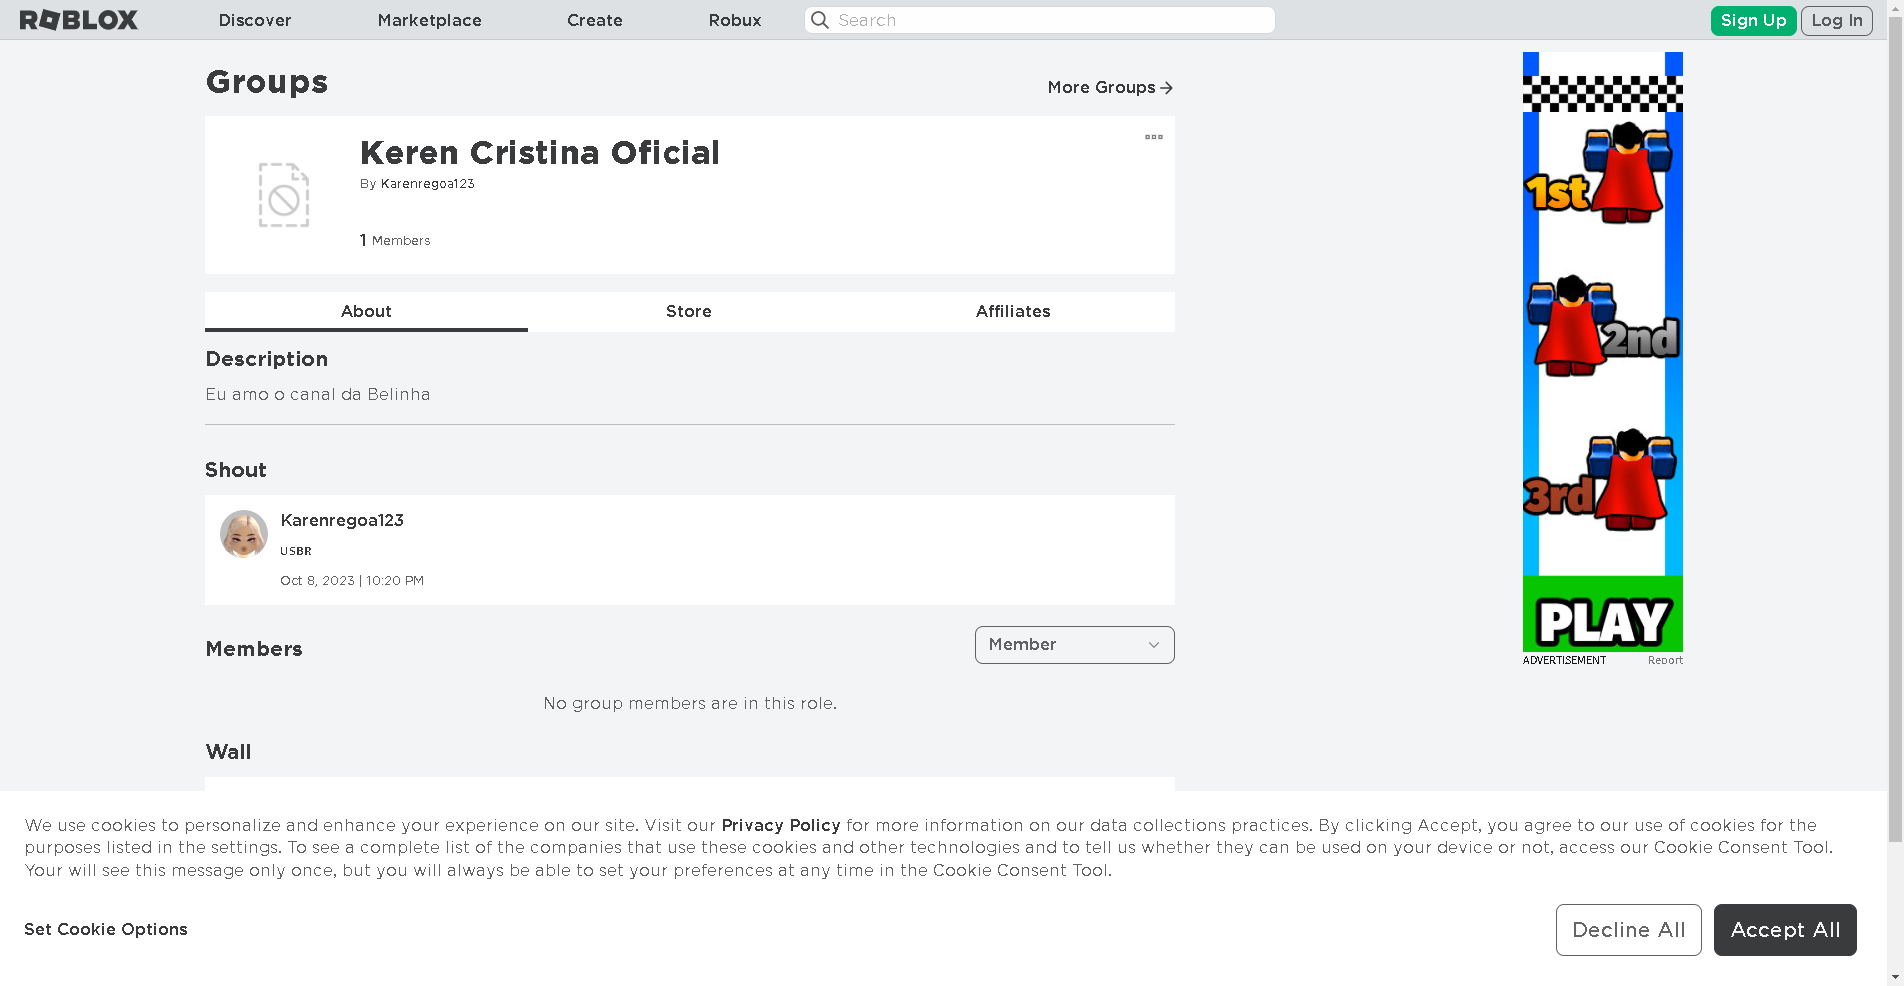 ROBLOX
Discover
Marketplace
Create
Robux
Search
Sign Up
Log In
Groups
More Groups
Keren Cristina Oficial
By Karenregoa123
1 Members
About
Store
Affiliates
Description
Eu amo o canal da Belinha
Shout
Karenregoa123
USBR
Oct 8, 2023 | 10:20 PM
Members
Member
No group members are in this role.
Wall
1st
2nd
3rd
PLAY
ADVERTISEMENT
Report
We use cookies to personalize and enhance your experience on our site. Visit our Privacy Policy for more information on our data collections practices. By clicking Accept, you agree to our use of cookies for the
purposes listed in the settings. To see a complete list of the companies that use these cookies and other technologies and to tell us whether they can be used on your device or not, access our Cookie Consent Tool.
Your will see this message only once, but you will always be able to set your preferences at any time in the Cookie Consent Tool.
Set Cookie Options
Decline All
Accept All